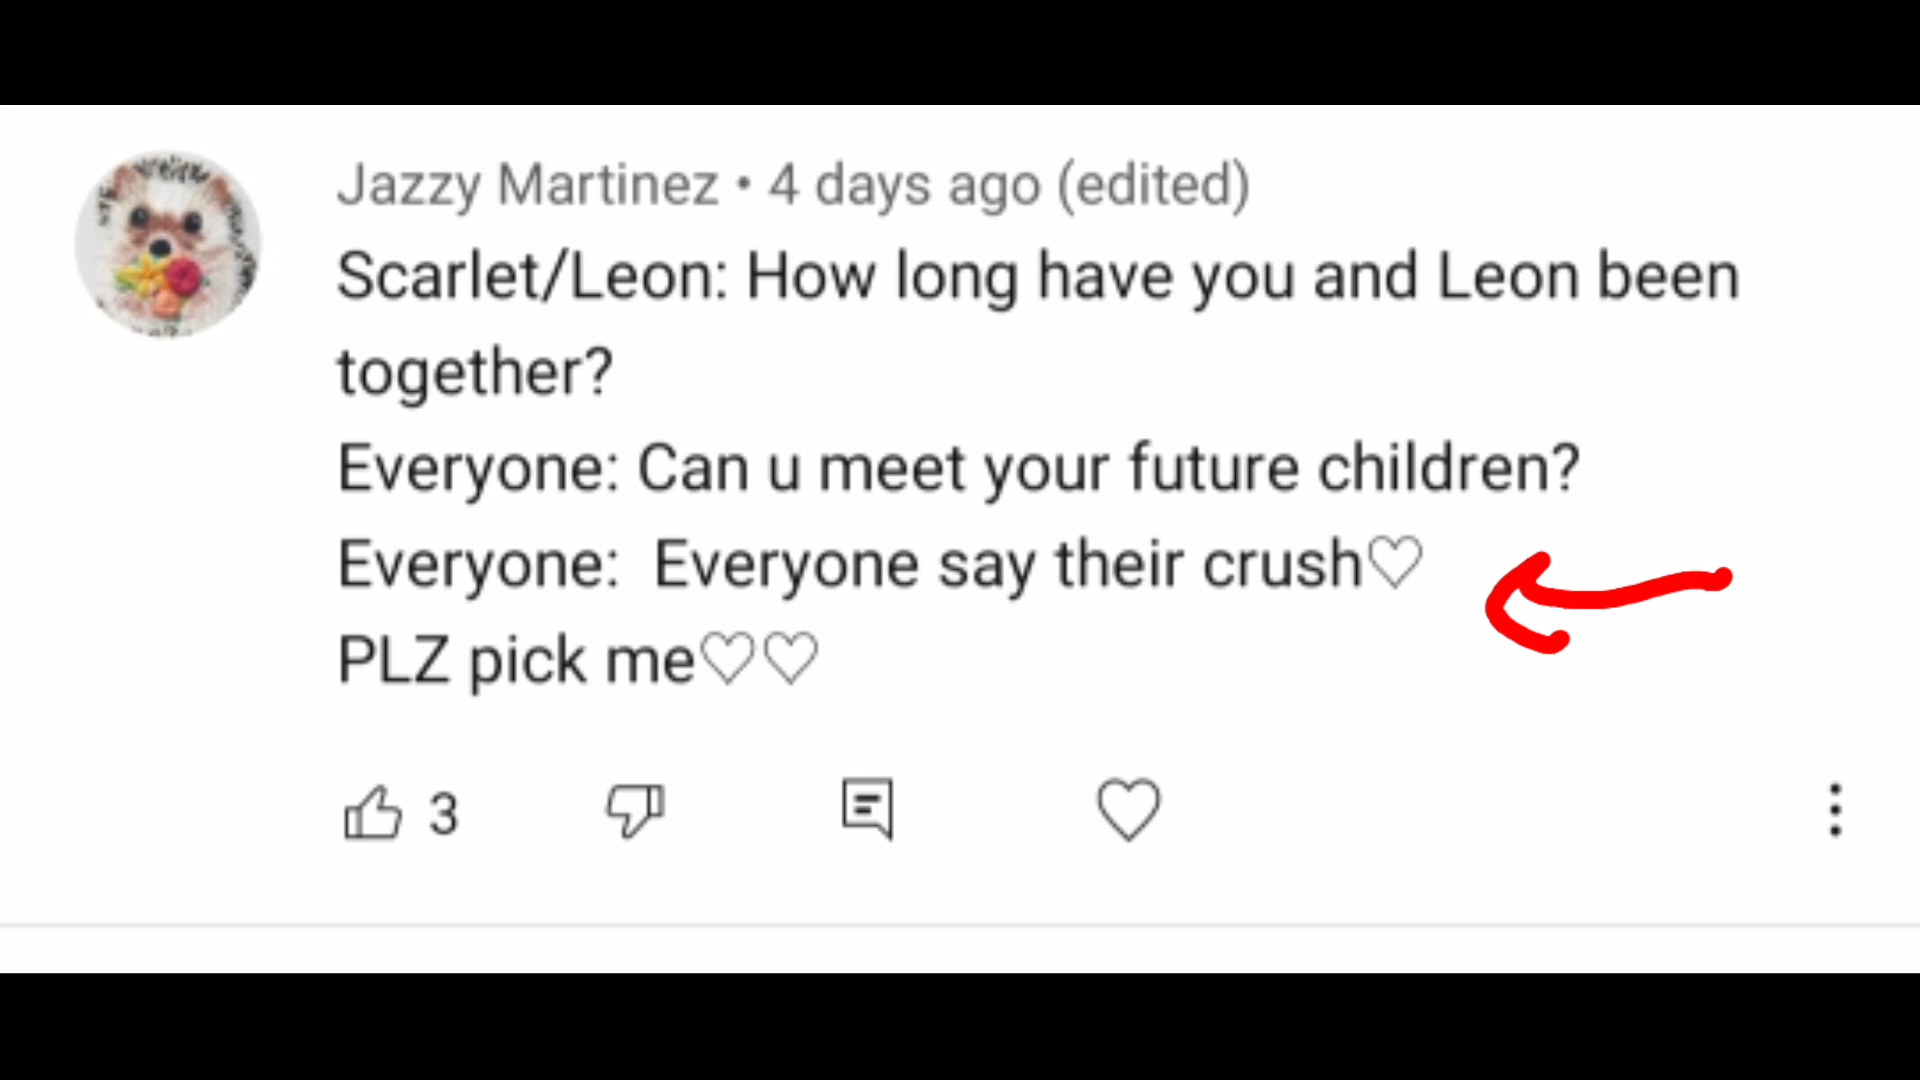 Jazzy Martinez • 4 days ago (edited)
Scarlet/Leon: How long have you and Leon been
together?
Everyone: Can u meet your future children?
Everyone:  Everyone say their crush♡
PLZ pick me♡♡
3